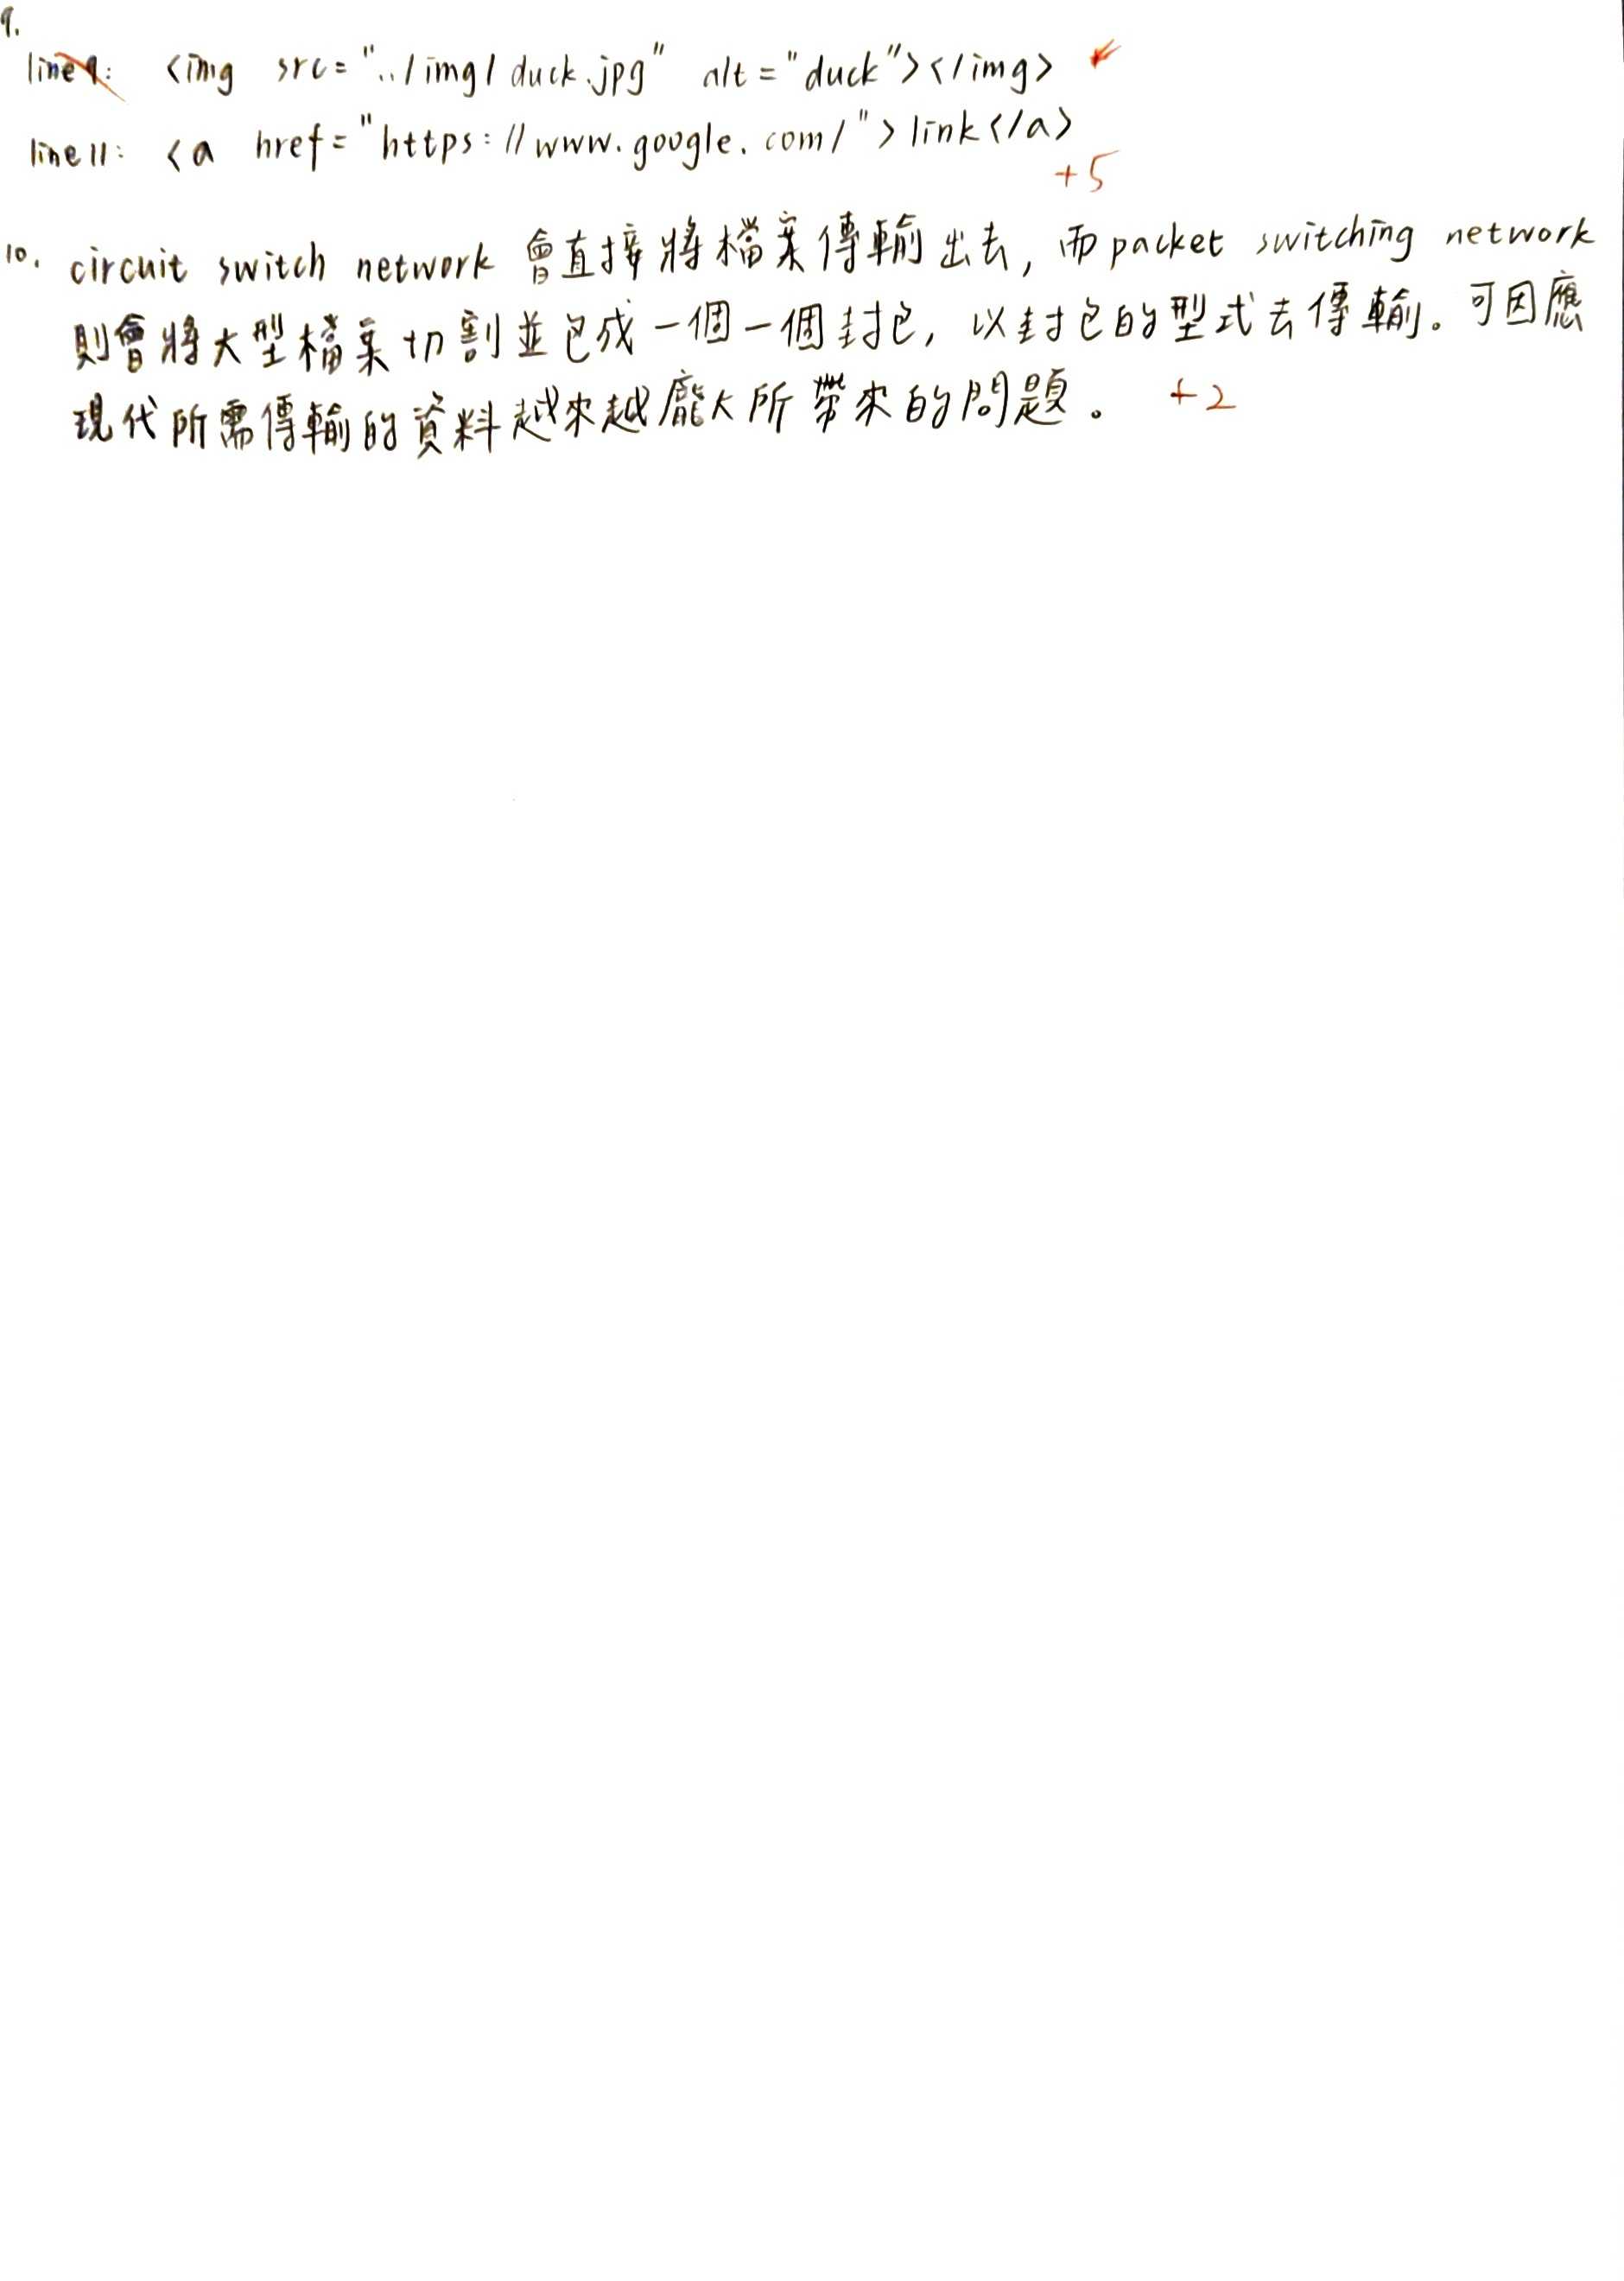 9.
line 9: <img src="../img/duck.jpg" alt="duck"></img>
line 11: <a href="https://www.google.com/">link</a>
+5
10. circuit switch network 會直接將檔案傳輸出去, 而 packet switching network
則會將大型檔案切割並包成一個一個封包, 以封包的型式去傳輸。可因應
現代所需傳輸的資料越來越龐大所帶來的問題。 +2